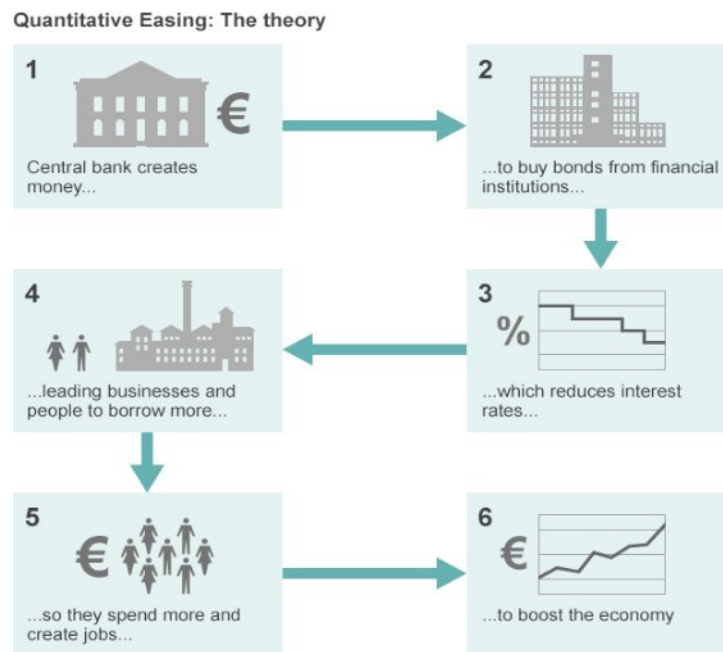 Quantitative Easing: The theory
1
€
Central bank creates
money...
2
...to buy bonds from financial
institutions...
3
%
...which reduces interest
rates...
4
...leading businesses and
people to borrow more...
5
€
...so they spend more and
create jobs...
6
€
...to boost the economy